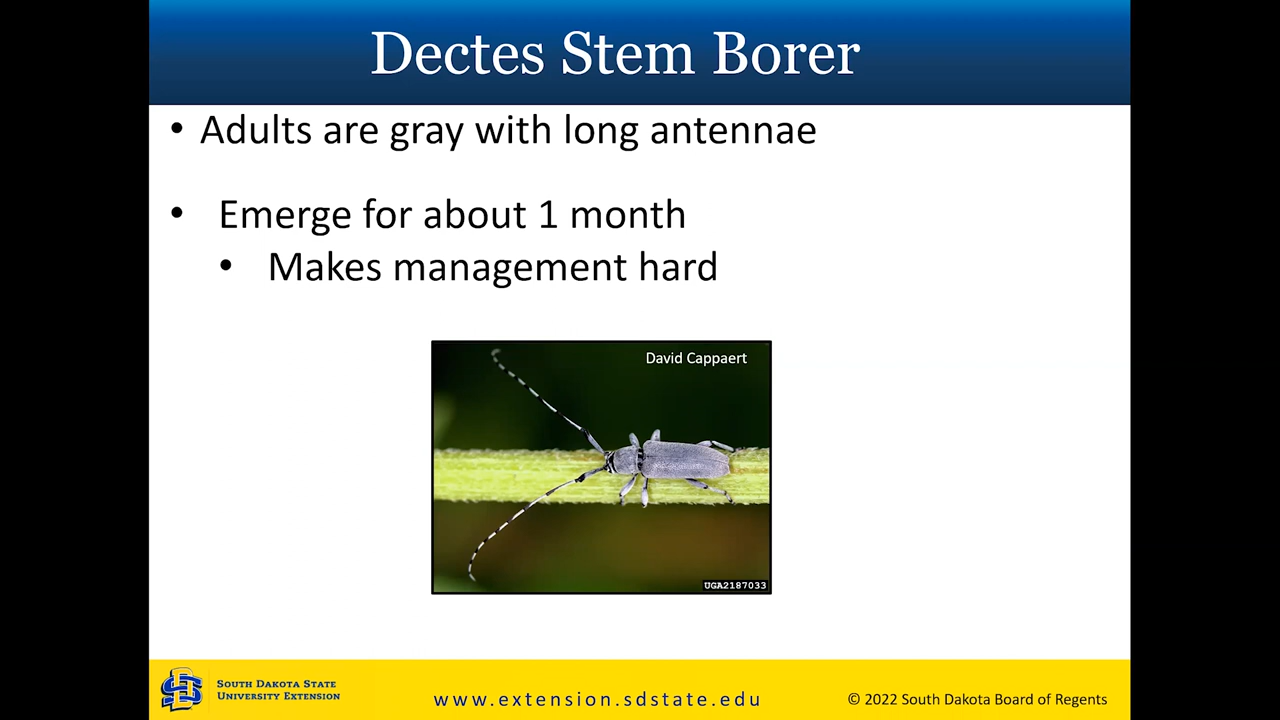 Dectes Stem Borer
• Adults are gray with long antennae
• Emerge for about 1 month
• Makes management hard
David Cappaert
UGA2187033
SOUTH DAKOTA STATE
UNIVERSITY EXTENSION
www.extension.sdstate.edu
© 2022 South Dakota Board of Regents